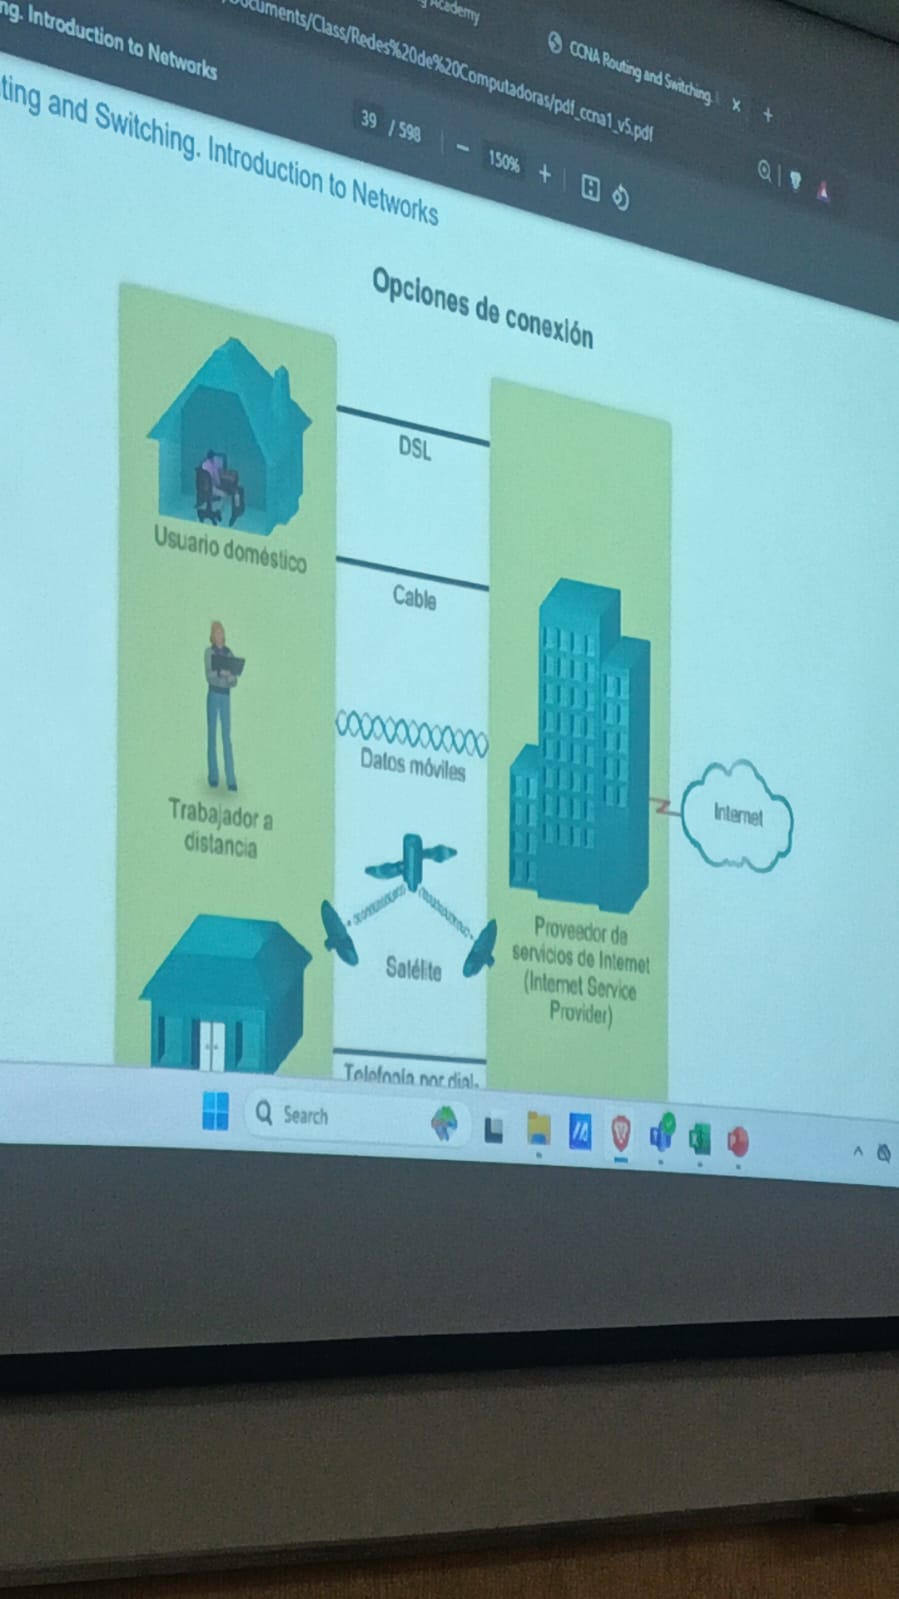 g Academy
CCNA Routing and Switching.
ng. Introduction to Networks
Documents/Class/Redes%20de%20Computadoras/pdf_ccna1_v5.pdf
39 / 598
150%
ting and Switching. Introduction to Networks
Opciones de conexión
DSL
Usuario doméstico
Cable
Datos móviles
Trabajador a
distancia
Internet
Satélite
Proveedor de
servicios de Internet
(Internet Service
Provider)
Telefonía por dial-
Search